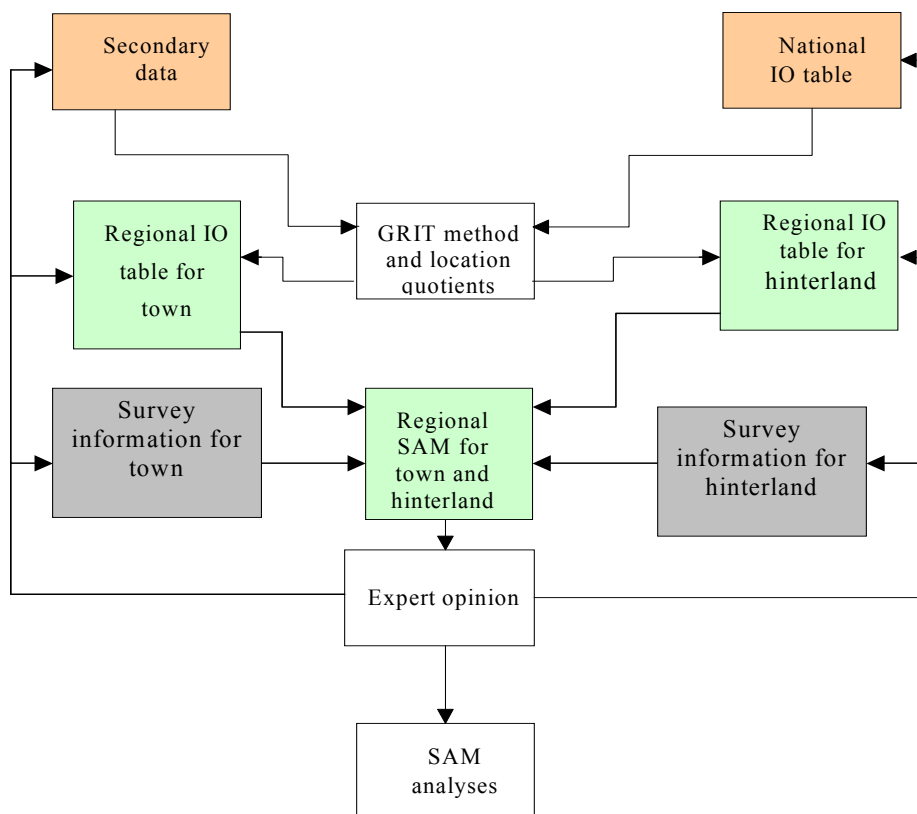 Secondary
data
National
IO table
Regional IO
table for
town
GRIT method
and location
quotients
Regional IO
table for
hinterland
Survey
information for
town
Regional
SAM for
town and
hinterland
Survey
information for
hinterland
Expert opinion
SAM
analyses